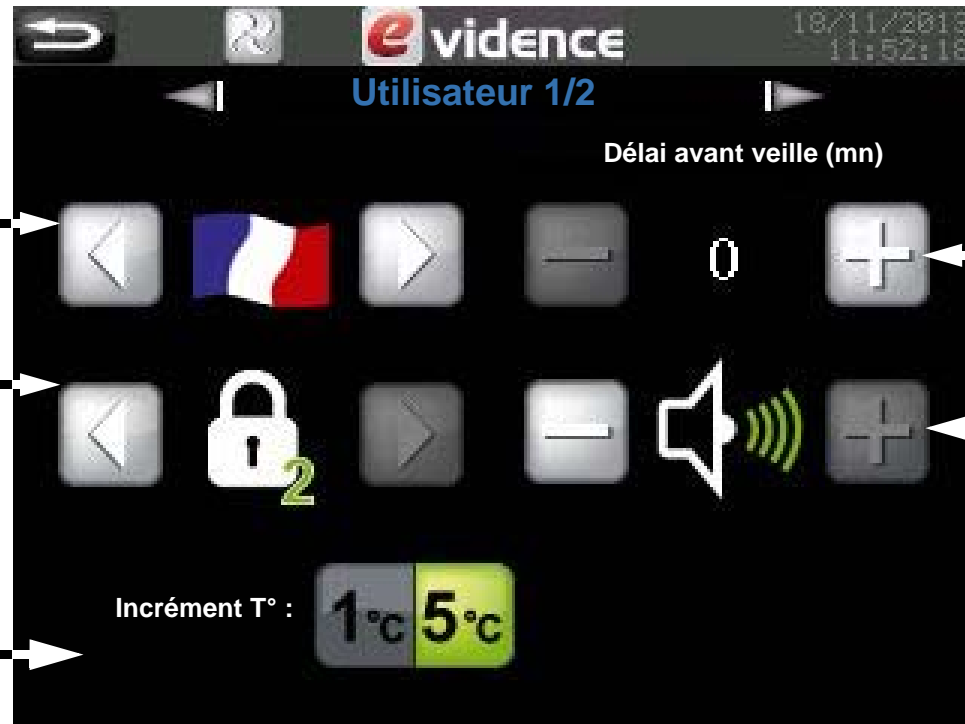 evidence
18/11/2013
11:52:18
Utilisateur 1/2
Délai avant veille (mn)
0
2
Incrément T° :
1°C 5°C